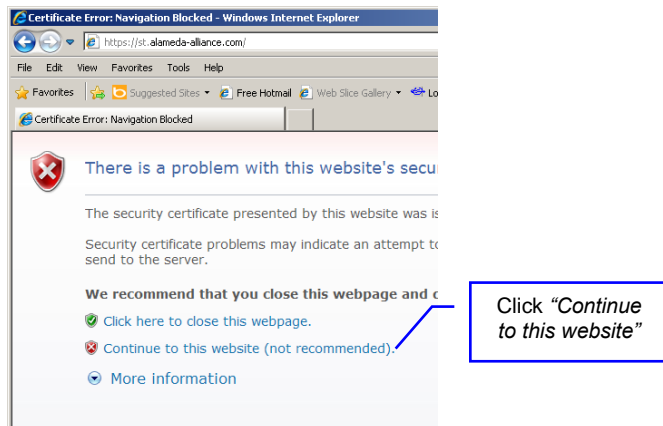 Certificate Error: Navigation Blocked - Windows Internet Explorer
https://st.alameda-alliance.com/
File Edit View Favorites Tools Help
Favorites Suggested Sites Free Hotmail Web Slice Gallery Lo
Certificate Error: Navigation Blocked
There is a problem with this website's secu
The security certificate presented by this website was is
Security certificate problems may indicate an attempt to
send to the server.
We recommend that you close this webpage and c
Click here to close this webpage.
Continue to this website (not recommended).
More information
Click "Continue
to this website"